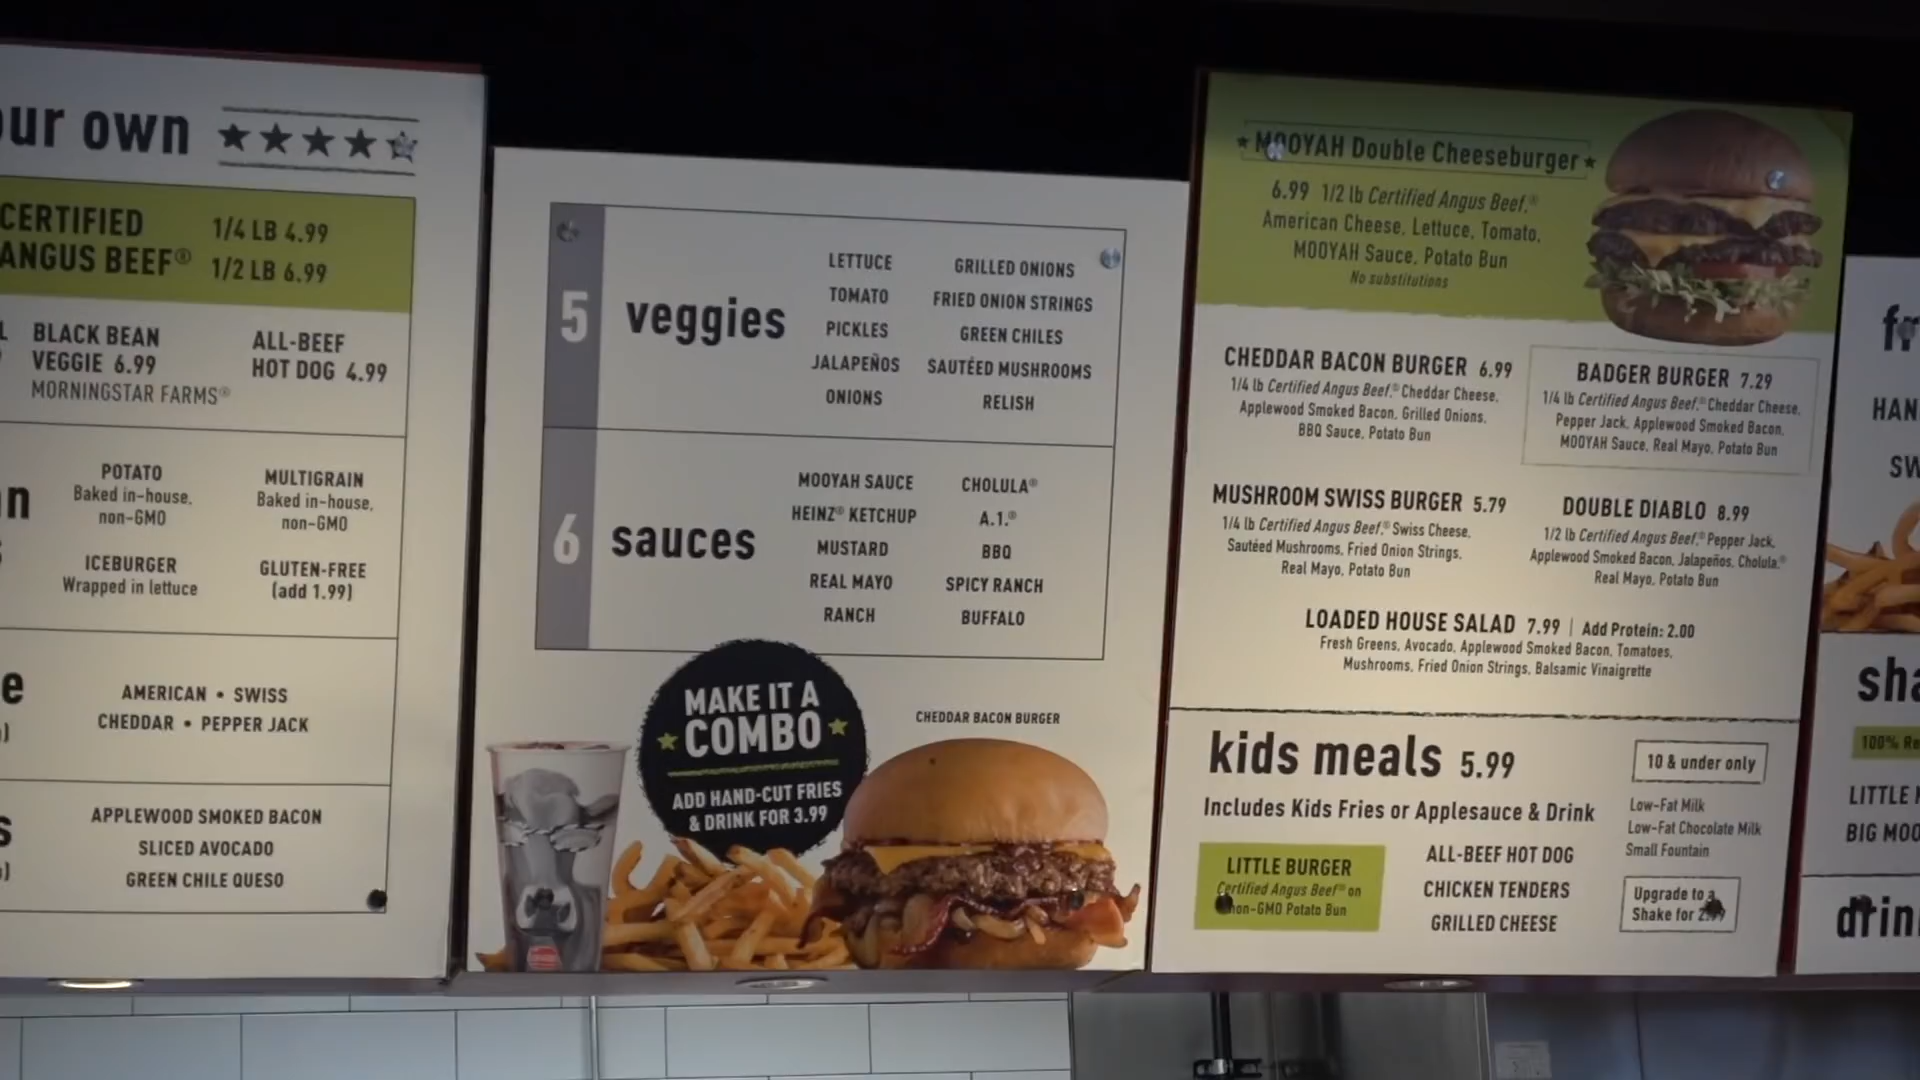 our own
CERTIFIED
ANGUS BEEF®
1/4 LB 4.99
1/2 LB 6.99
BLACK BEAN
VEGGIE 6.99
MORNINGSTAR FARMS®
ALL-BEEF
HOT DOG 4.99
POTATO
Baked in-house,
non-GMO
MULTIGRAIN
Baked in-house,
non-GMO
ICEBURGER
Wrapped in lettuce
GLUTEN-FREE
(add 1.99)
AMERICAN • SWISS
CHEDDAR • PEPPER JACK
APPLEWOOD SMOKED BACON
SLICED AVOCADO
GREEN CHILE QUESO
5
veggies
LETTUCE
TOMATO
PICKLES
JALAPEÑOS
ONIONS
GRILLED ONIONS
FRIED ONION STRINGS
GREEN CHILES
SAUTÉED MUSHROOMS
RELISH
6
sauces
MOOYAH SAUCE
HEINZ® KETCHUP
MUSTARD
REAL MAYO
RANCH
CHOLULA®
A.1.®
BBQ
SPICY RANCH
BUFFALO
MAKE IT A
COMBO
ADD HAND-CUT FRIES
& DRINK FOR 3.99
CHEDDAR BACON BURGER
MOOYAH Double Cheeseburger
6.99 1/2 lb Certified Angus Beef,®
American Cheese, Lettuce, Tomato,
MOOYAH Sauce, Potato Bun
No substitutions
CHEDDAR BACON BURGER 6.99
1/4 lb Certified Angus Beef,® Cheddar Cheese,
Applewood Smoked Bacon, Grilled Onions,
BBQ Sauce, Potato Bun
BADGER BURGER 7.29
1/4 lb Certified Angus Beef,® Cheddar Cheese,
Pepper Jack, Applewood Smoked Bacon,
MOOYAH Sauce, Real Mayo, Potato Bun
MUSHROOM SWISS BURGER 5.79
1/4 lb Certified Angus Beef,® Swiss Cheese,
Sautéed Mushrooms, Fried Onion Strings,
Real Mayo, Potato Bun
DOUBLE DIABLO 8.99
1/2 lb Certified Angus Beef,® Pepper Jack,
Applewood Smoked Bacon, Jalapeños, Cholula,®
Real Mayo, Potato Bun
LOADED HOUSE SALAD 7.99 | Add Protein: 2.00
Fresh Greens, Avocado, Applewood Smoked Bacon, Tomatoes,
Mushrooms, Fried Onion Strings, Balsamic Vinaigrette
kids meals 5.99
10 & under only
Includes Kids Fries or Applesauce & Drink
Low-Fat Milk
Low-Fat Chocolate Milk
Small Fountain
LITTLE BURGER
Certified Angus Beef® on
non-GMO Potato Bun
ALL-BEEF HOT DOG
CHICKEN TENDERS
GRILLED CHEESE
Upgrade to a
Shake for
fr
HAN
SW
sha
100% Re
LITTLE
BIG MOO
drin